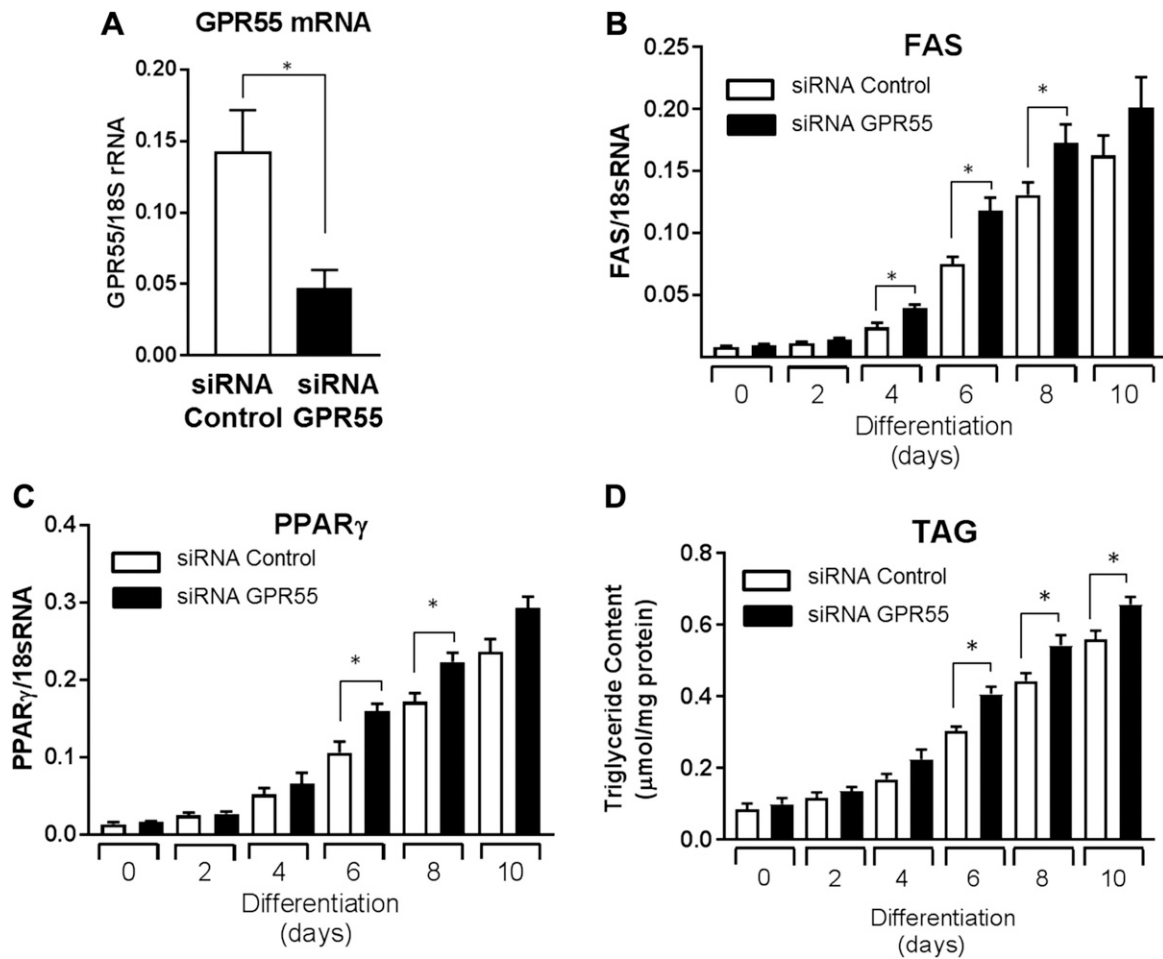 A
GPR55 mRNA
GPR55/18S rRNA
0.20
0.15
0.10
0.05
0.00
*
siRNA
Control
siRNA
GPR55
B
FAS
FAS/18sRNA
0.25
0.20
0.15
0.10
0.05
siRNA Control
siRNA GPR55
*
*
*
0 2 4 6 8 10
Differentiation
(days)
C
PPARγ
PPARγ/18sRNA
0.4
0.3
0.2
0.1
0.0
siRNA Control
siRNA GPR55
*
*
0 2 4 6 8 10
Differentiation
(days)
D
TAG
Triglyceride Content
(μmol/mg protein)
0.8
0.6
0.4
0.2
0.0
siRNA Control
siRNA GPR55
*
*
*
0 2 4 6 8 10
Differentiation
(days)